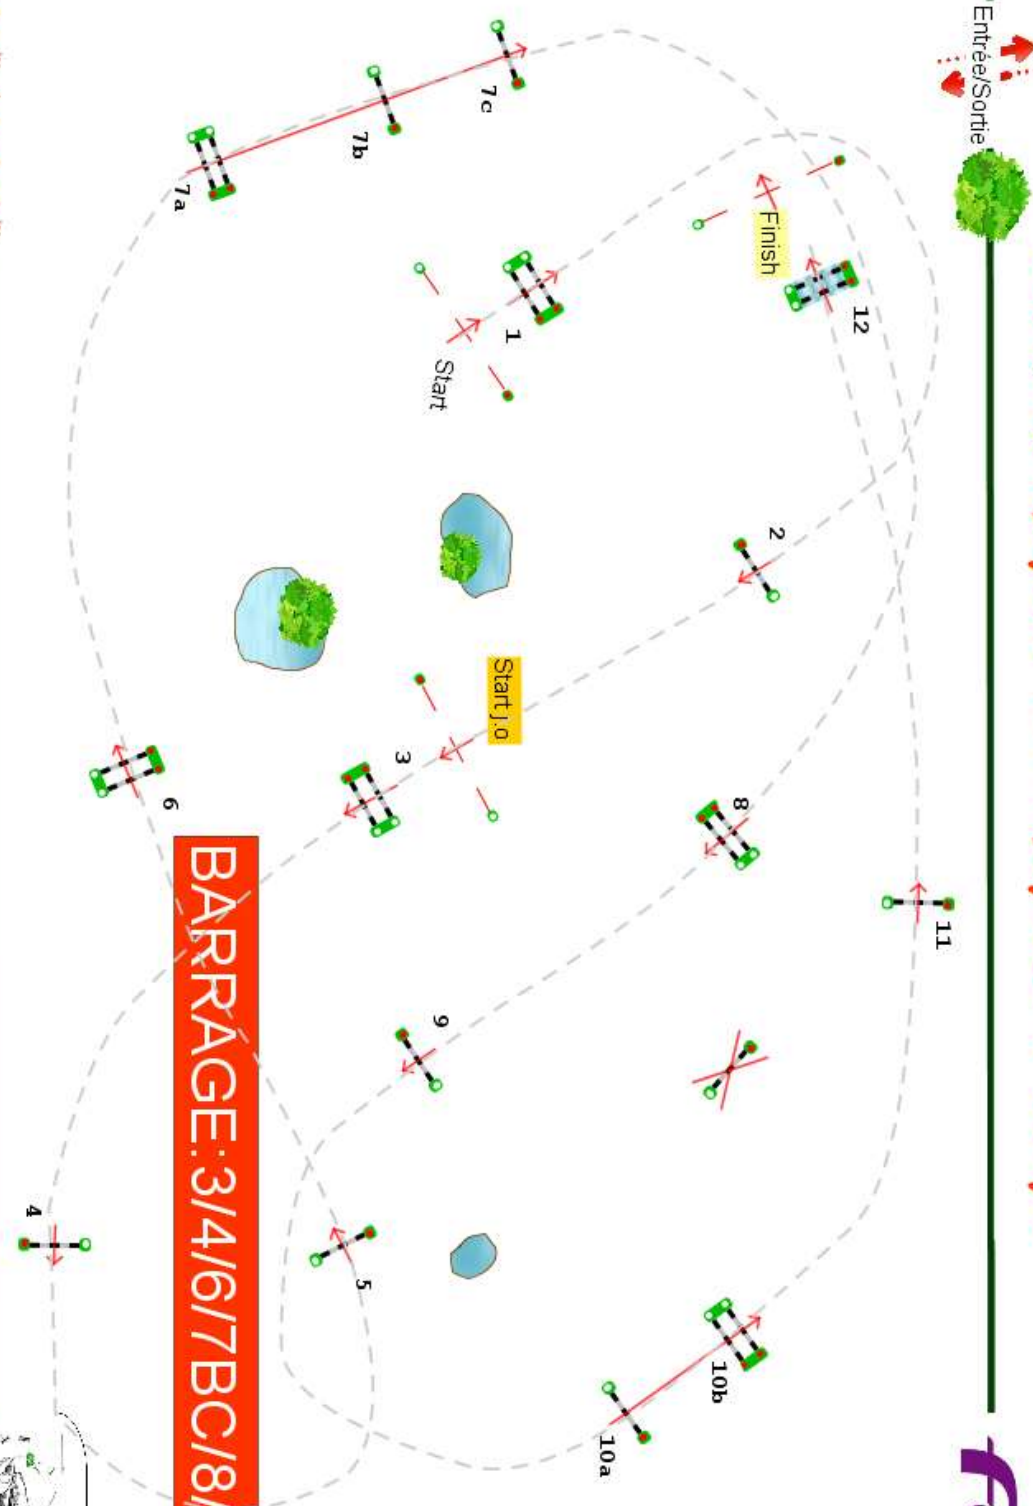 Entrée/Sortie
7c
7b
7a
Finish
12
1
Start
2
Start j.o
3
8
6
11
9
4
5
10b
10a
BARRAGE:3/4/6/7BC/8/